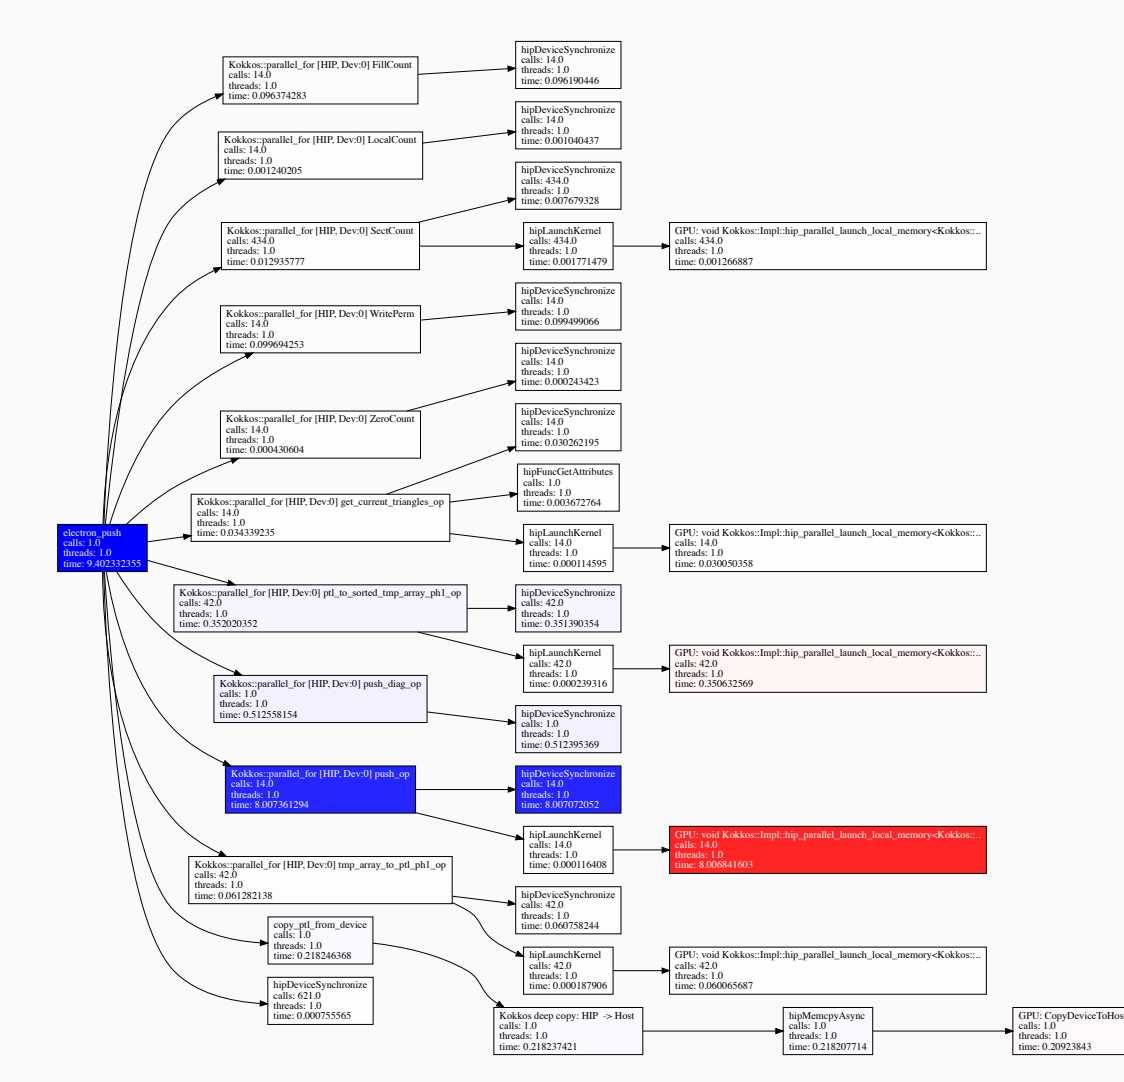 hipDeviceSynchronize
calls: 14.0
threads: 1.0
time: 0.096190446
Kokkos::parallel_for [HIP, Dev:0] FillCount
calls: 14.0
threads: 1.0
time: 0.096374283
hipDeviceSynchronize
calls: 14.0
threads: 1.0
time: 0.001040437
Kokkos::parallel_for [HIP, Dev:0] LocalCount
calls: 14.0
threads: 1.0
time: 0.001240205
hipDeviceSynchronize
calls: 434.0
threads: 1.0
time: 0.007679328
Kokkos::parallel_for [HIP, Dev:0] SectCount
calls: 434.0
threads: 1.0
time: 0.012935777
hipLaunchKernel
calls: 434.0
threads: 1.0
time: 0.001771479
GPU: void Kokkos::Impl::hip_parallel_launch_local_memory<Kokkos::..
calls: 434.0
threads: 1.0
time: 0.001266887
hipDeviceSynchronize
calls: 14.0
threads: 1.0
time: 0.099499066
Kokkos::parallel_for [HIP, Dev:0] WritePerm
calls: 14.0
threads: 1.0
time: 0.099694253
hipDeviceSynchronize
calls: 14.0
threads: 1.0
time: 0.000243423
Kokkos::parallel_for [HIP, Dev:0] ZeroCount
calls: 14.0
threads: 1.0
time: 0.000430604
hipDeviceSynchronize
calls: 14.0
threads: 1.0
time: 0.030262195
hipFuncGetAttributes
calls: 1.0
threads: 1.0
time: 0.003672764
Kokkos::parallel_for [HIP, Dev:0] get_current_triangles_op
calls: 14.0
threads: 1.0
time: 0.034339235
electron_push
calls: 1.0
threads: 1.0
time: 9.402332355
hipLaunchKernel
calls: 14.0
threads: 1.0
time: 0.000114595
GPU: void Kokkos::Impl::hip_parallel_launch_local_memory<Kokkos::..
calls: 14.0
threads: 1.0
time: 0.030050358
Kokkos::parallel_for [HIP, Dev:0] ptl_to_sorted_tmp_array_ph1_op
calls: 42.0
threads: 1.0
time: 0.352020352
hipDeviceSynchronize
calls: 42.0
threads: 1.0
time: 0.351390354
hipLaunchKernel
calls: 42.0
threads: 1.0
time: 0.000239316
GPU: void Kokkos::Impl::hip_parallel_launch_local_memory<Kokkos::..
calls: 42.0
threads: 1.0
time: 0.350632569
Kokkos::parallel_for [HIP, Dev:0] push_diag_op
calls: 1.0
threads: 1.0
time: 0.512558154
hipDeviceSynchronize
calls: 1.0
threads: 1.0
time: 0.512395369
Kokkos::parallel_for [HIP, Dev:0] push_op
calls: 14.0
threads: 1.0
time: 8.007361294
hipDeviceSynchronize
calls: 14.0
threads: 1.0
time: 8.007072052
hipLaunchKernel
calls: 14.0
threads: 1.0
time: 0.000116408
GPU: void Kokkos::Impl::hip_parallel_launch_local_memory<Kokkos::..
calls: 14.0
threads: 1.0
time: 8.006841603
Kokkos::parallel_for [HIP, Dev:0] tmp_array_to_ptl_ph1_op
calls: 42.0
threads: 1.0
time: 0.061282138
hipDeviceSynchronize
calls: 42.0
threads: 1.0
time: 0.060758244
copy_ptl_from_device
calls: 1.0
threads: 1.0
time: 0.218246368
hipLaunchKernel
calls: 42.0
threads: 1.0
time: 0.000187906
GPU: void Kokkos::Impl::hip_parallel_launch_local_memory<Kokkos::..
calls: 42.0
threads: 1.0
time: 0.060065687
hipDeviceSynchronize
calls: 621.0
threads: 1.0
time: 0.000755565
Kokkos deep copy: HIP -> Host
calls: 1.0
threads: 1.0
time: 0.218237421
hipMemcpyAsync
calls: 1.0
threads: 1.0
time: 0.218207714
GPU: CopyDeviceToHos
calls: 1.0
threads: 1.0
time: 0.20923843